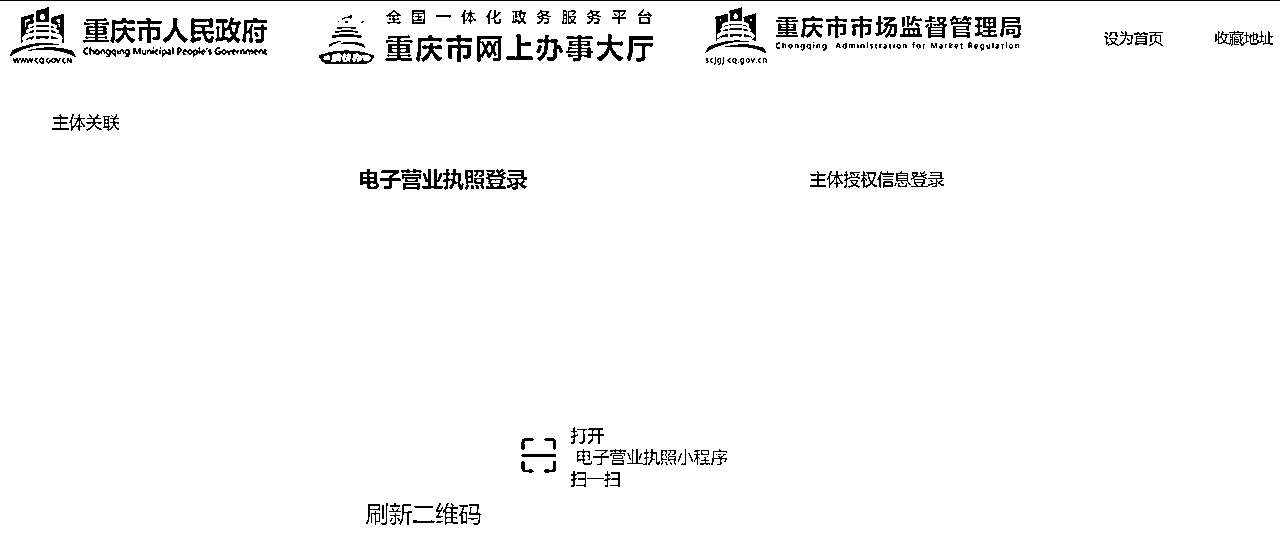 重庆市人民政府
Chongqing Municipal People's Government
WWW.CQ.GOV.CN
全国一体化政务服务平台
重庆市网上办事大厅
重庆市市场监督管理局
Chongqing Administration for Market Regulation
scjgj.cq.gov.cn
设为首页
收藏地址
主体关联
电子营业执照登录
主体授权信息登录
打开
电子营业执照小程序
扫一扫
刷新二维码